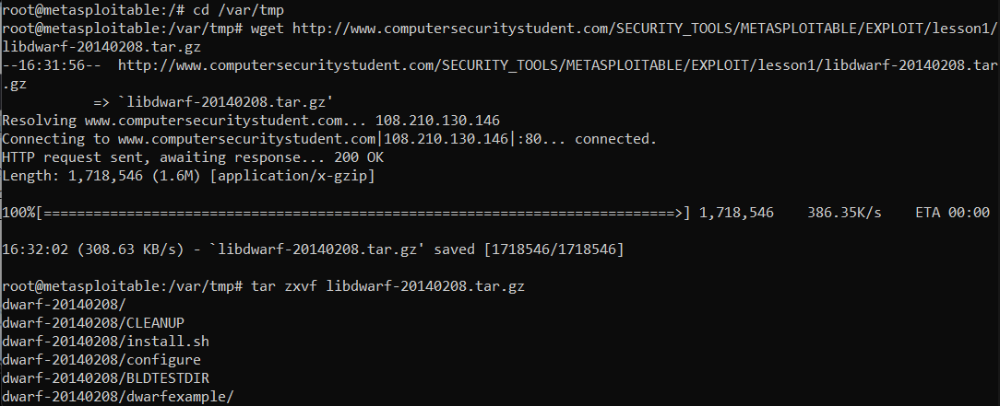 root@metasploitable:/# cd /var/tmp
root@metasploitable:/var/tmp# wget http://www.computersecuritystudent.com/SECURITY_TOOLS/METASPLOITABLE/EXPLOIT/lesson1/
libdwarf-20140208.tar.gz
--16:31:56--  http://www.computersecuritystudent.com/SECURITY_TOOLS/METASPLOITABLE/EXPLOIT/lesson1/libdwarf-20140208.tar
.gz
           => `libdwarf-20140208.tar.gz'
Resolving www.computersecuritystudent.com... 108.210.130.146
Connecting to www.computersecuritystudent.com|108.210.130.146|:80... connected.
HTTP request sent, awaiting response... 200 OK
Length: 1,718,546 (1.6M) [application/x-gzip]
100%[==============================================================================>] 1,718,546    386.35K/s    ETA 00:00
16:32:02 (308.63 KB/s) - `libdwarf-20140208.tar.gz' saved [1718546/1718546]
root@metasploitable:/var/tmp# tar zxvf libdwarf-20140208.tar.gz
dwarf-20140208/
dwarf-20140208/CLEANUP
dwarf-20140208/install.sh
dwarf-20140208/configure
dwarf-20140208/BLDTESTDIR
dwarf-20140208/dwarfexample/